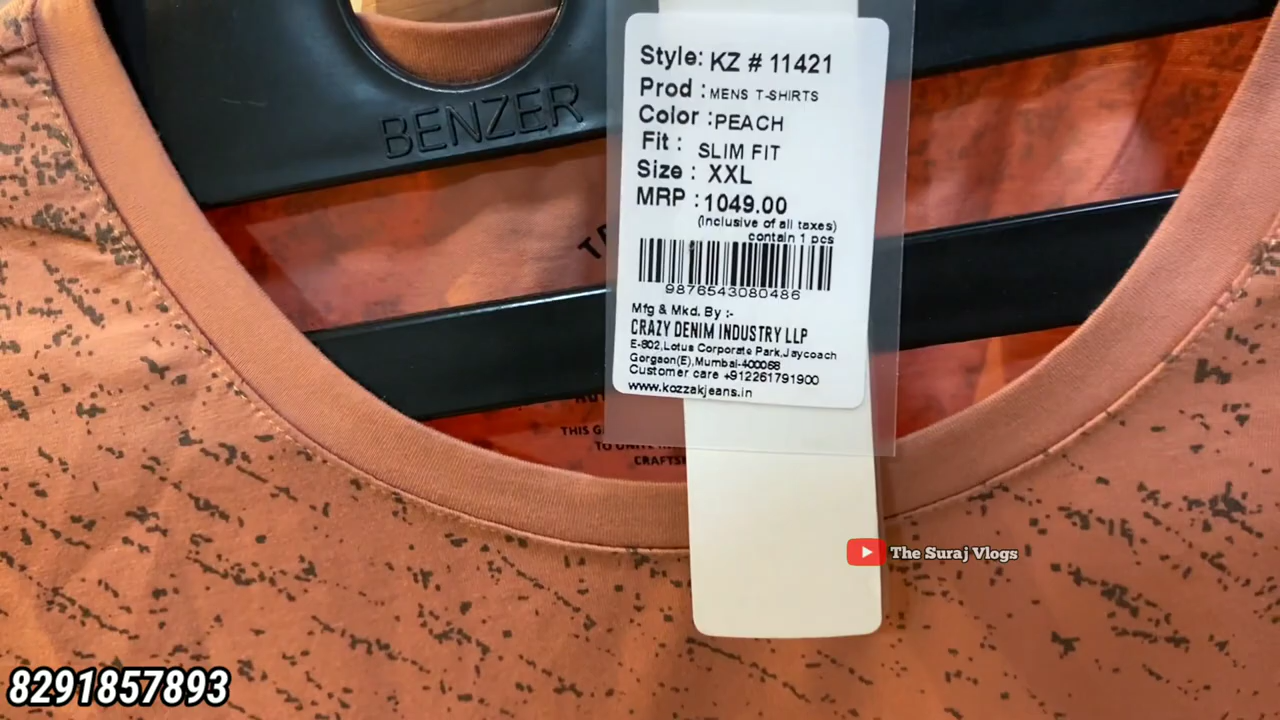 BENZER
Style: KZ # 11421
Prod : MENS T-SHIRTS
Color : PEACH
Fit : SLIM FIT
Size : XXL
MRP : 1049.00
(Inclusive of all taxes)
contain 1 pcs
9876543080486
Mfg & Mkd. By :-
CRAZY DENIM INDUSTRY LLP
E-802,Lotus Corporate Park,Jaycoach
Gorgaon(E),Mumbai-400068
Customer care +912261791900
www.kozzakjeans.in
THIS
TO
The Suraj Vlogs
8291857893